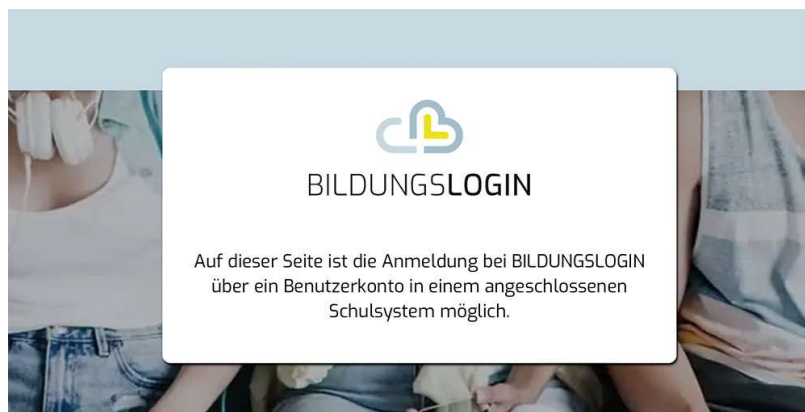 BILDUNGSLOGIN
Auf dieser Seite ist die Anmeldung bei BILDUNGSLOGIN
über ein Benutzerkonto in einem angeschlossenen
Schulsystem möglich.